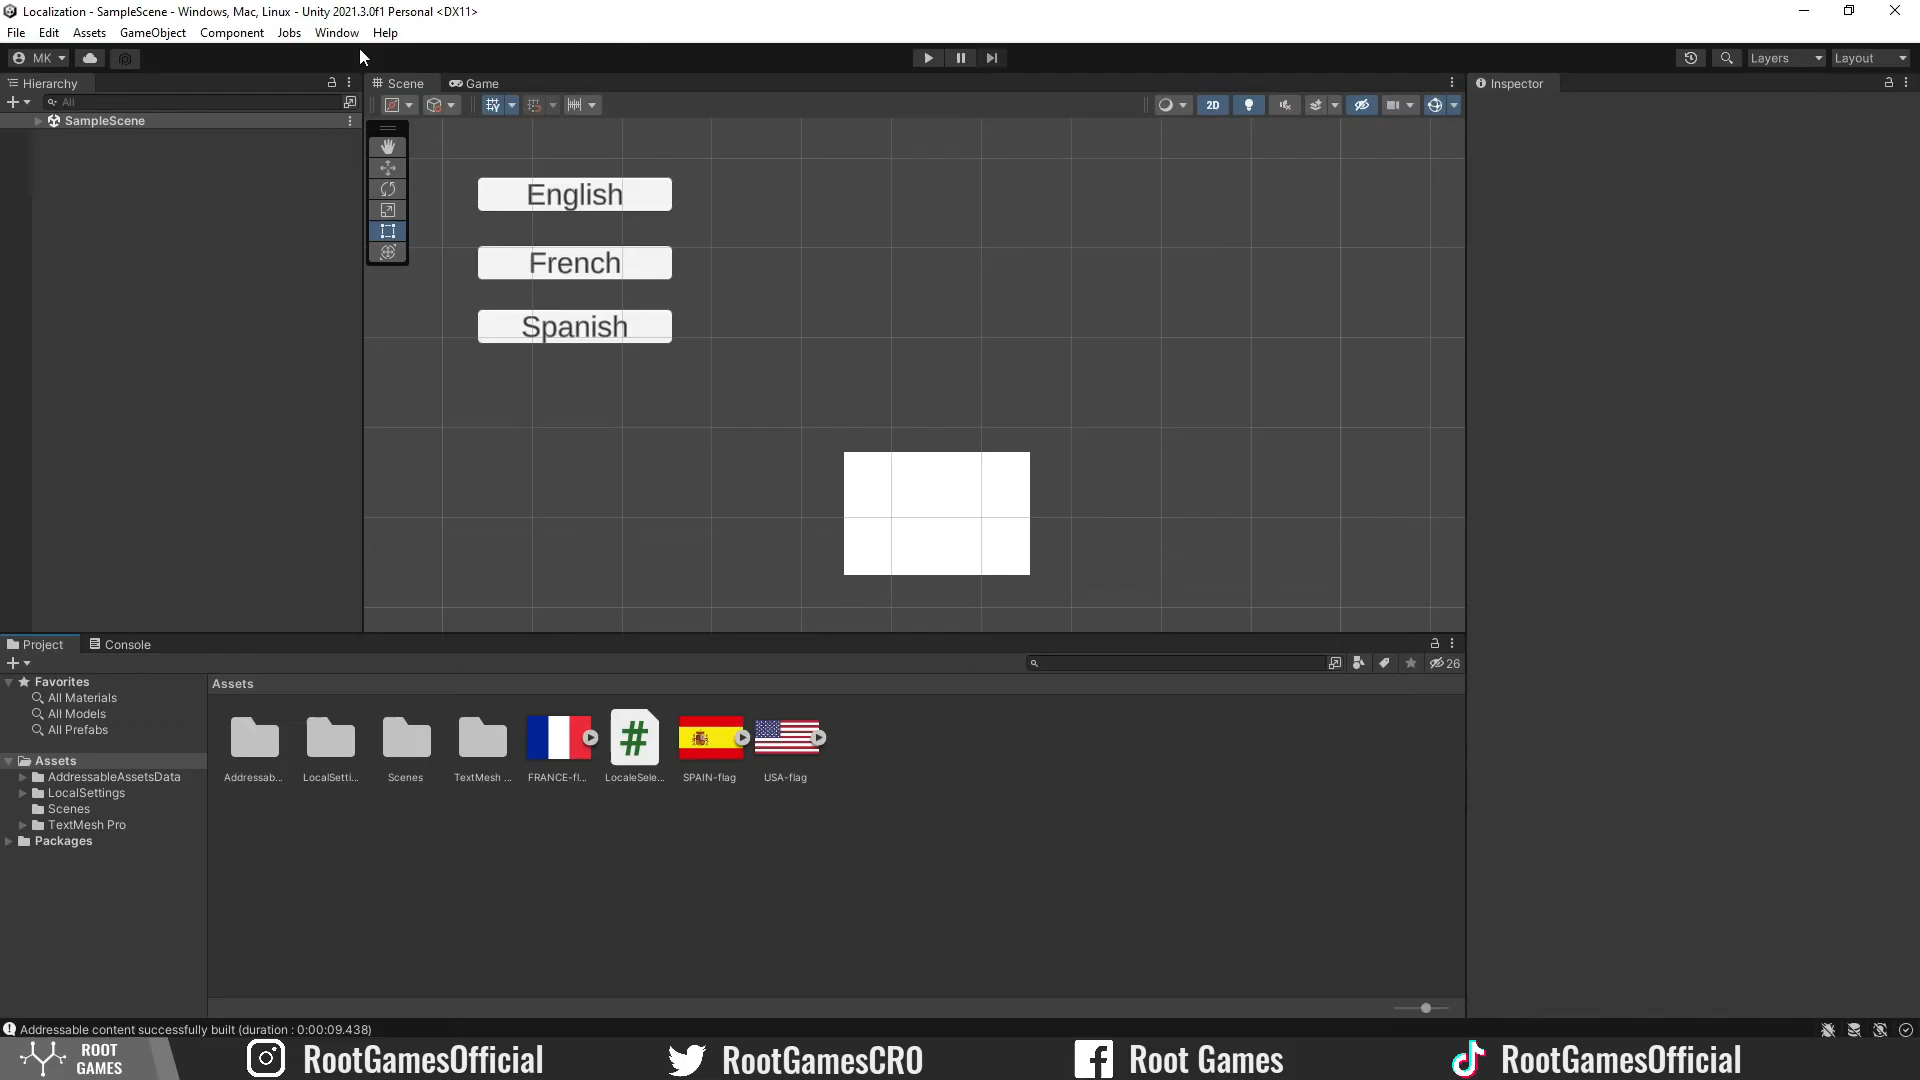 Localization - SampleScene - Windows, Mac, Linux - Unity 2021.3.0f1 Personal <DX11>
File Edit Assets GameObject Component Jobs Window Help
MK Layers Layout
Hierarchy Scene Game Inspector
All 2D
SampleScene
English
French
Spanish
Project Console
26
Favorites Assets
All Materials
All Models
All Prefabs
Addressab... LocalSetti... Scenes TextMesh ... FRANCE-fl... LocaleSele... SPAIN-flag USA-flag
Assets
AddressableAssetsData
LocalSettings
Scenes
TextMesh Pro
Packages
Addressable content successfully built (duration : 0:00:09.438)
ROOT GAMES RootGamesOfficial RootGamesCRO Root Games RootGamesOfficial